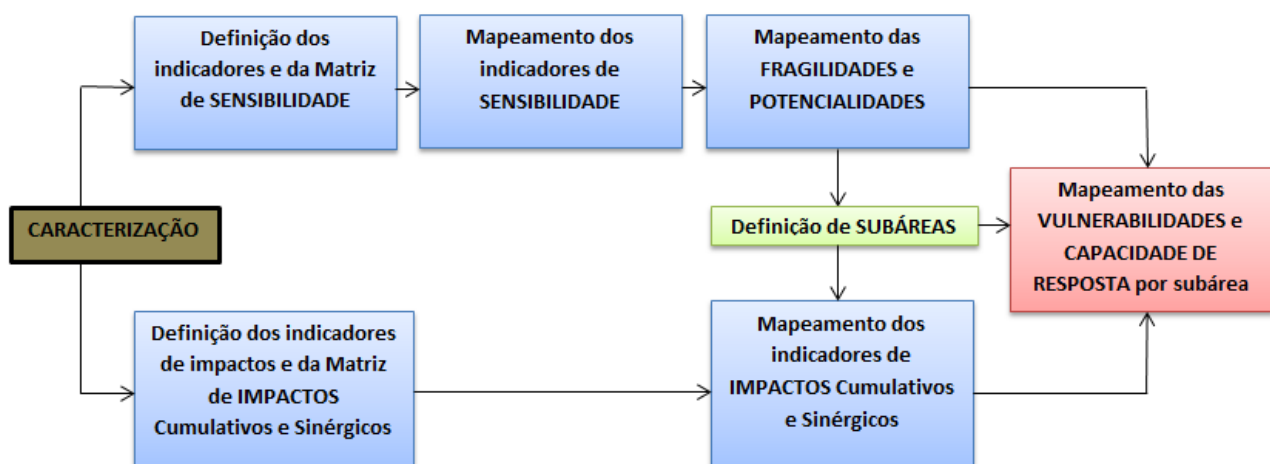 Definição dos
indicadores e da Matriz
de SENSIBILIDADE
Mapeamento dos
indicadores de
SENSIBILIDADE
Mapeamento das
FRAGILIDADES e
POTENCIALIDADES
CARACTERIZAÇÃO
Definição de SUBÁREAS
Mapeamento das
VULNERABILIDADES e
CAPACIDADE DE
RESPOSTA por subárea
Definição dos indicadores
de impactos e da Matriz
de IMPACTOS
Cumulativos e Sinérgicos
Mapeamento dos
indicadores de
IMPACTOS Cumulativos
e Sinérgicos